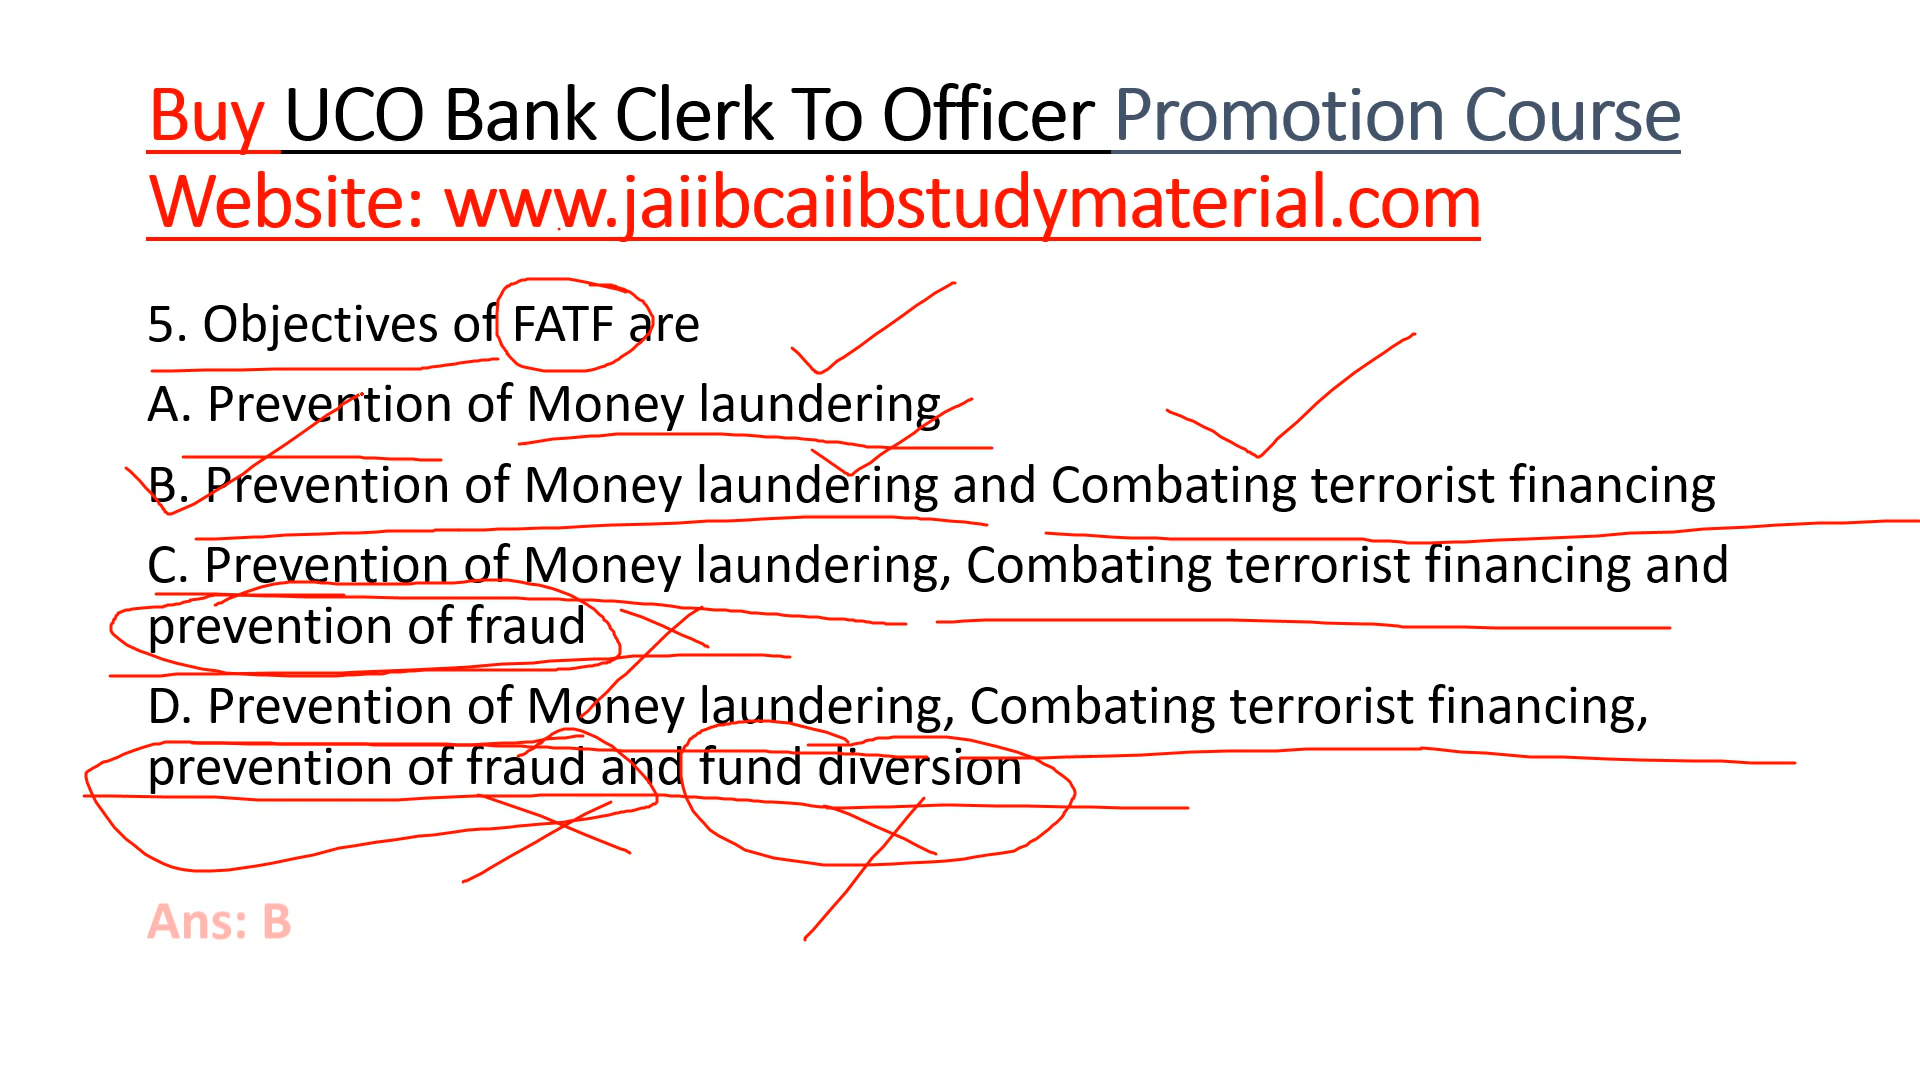 Buy UCO Bank Clerk To Officer Promotion Course
Website: www.jaiibcaiibstudymaterial.com
5. Objectives of FATF are
A. Prevention of Money laundering
B. Prevention of Money laundering and Combating terrorist financing
C. Prevention of Money laundering, Combating terrorist financing and
prevention of fraud
D. Prevention of Money laundering, Combating terrorist financing,
prevention of fraud and fund diversion
Ans: B